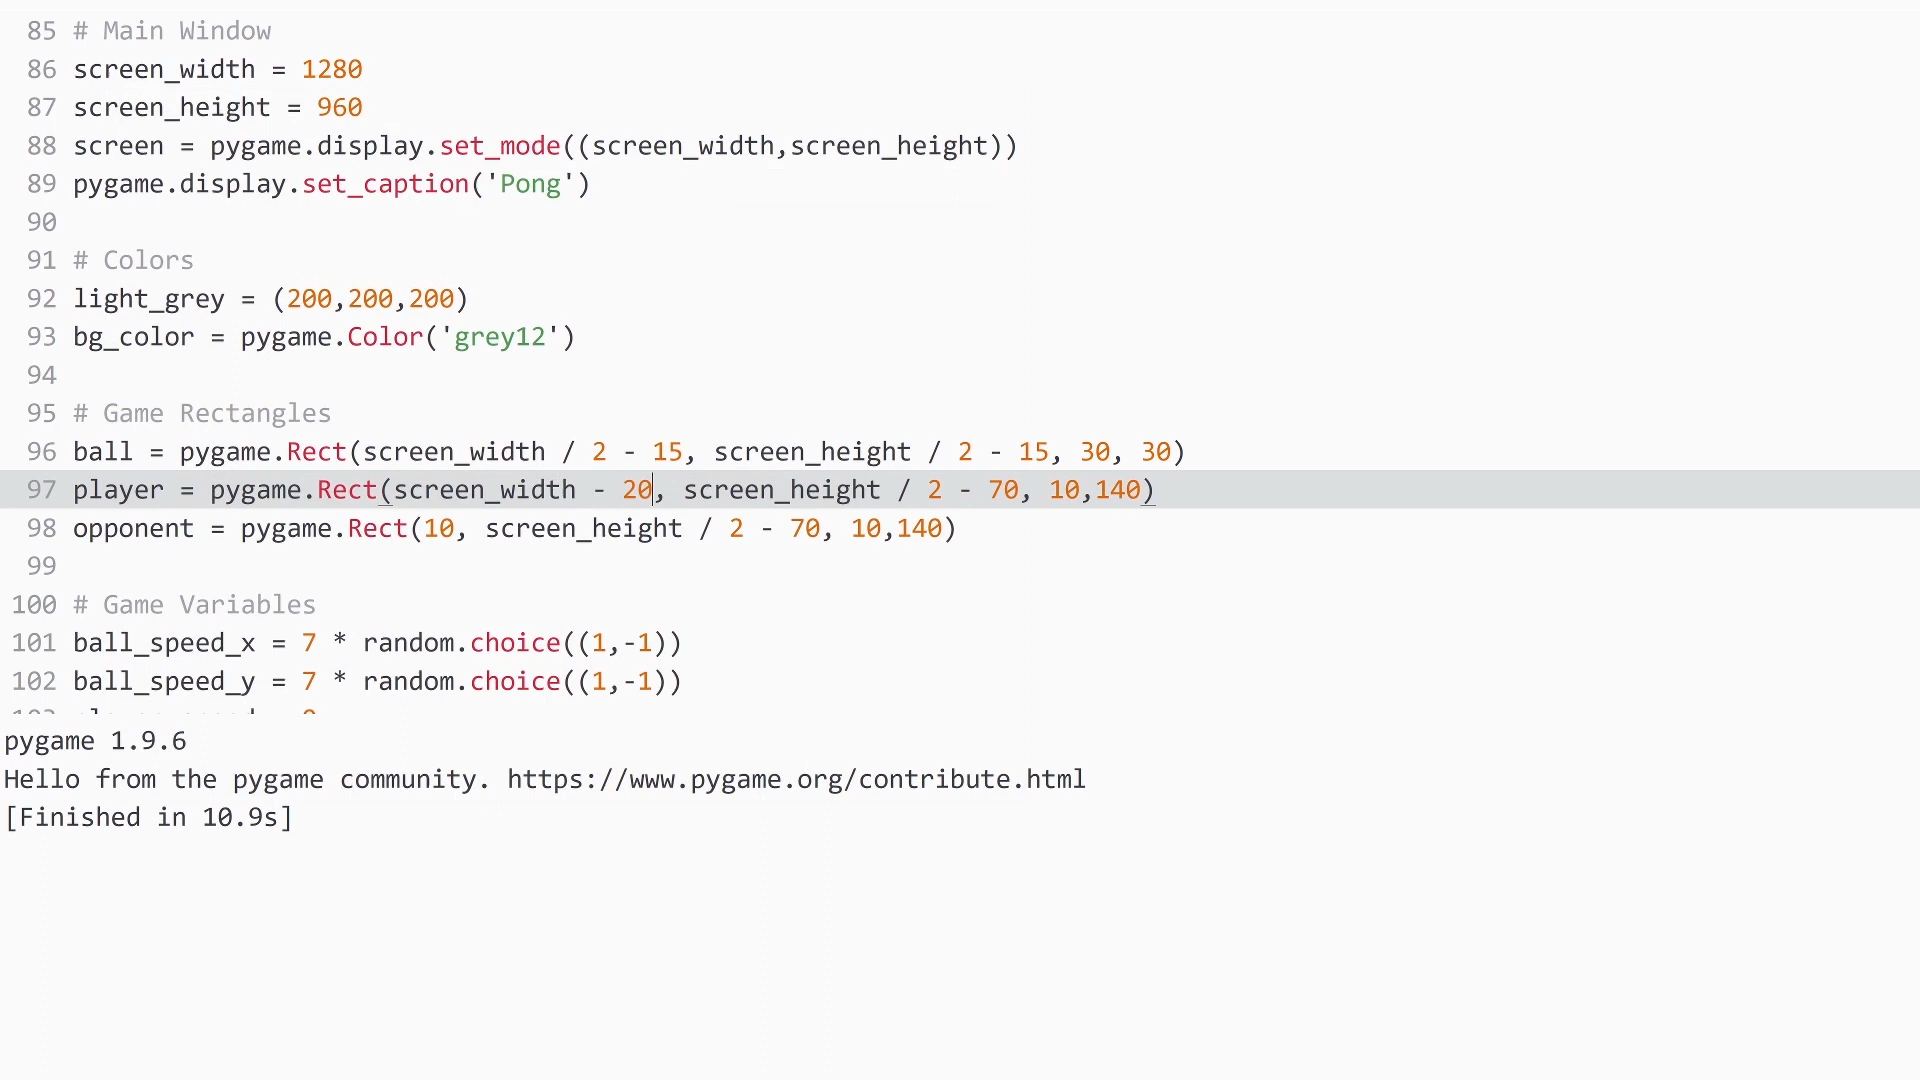 85 # Main Window
86 screen_width = 1280
87 screen_height = 960
88 screen = pygame.display.set_mode((screen_width,screen_height))
89 pygame.display.set_caption('Pong')
90
91 # Colors
92 light_grey = (200,200,200)
93 bg_color = pygame.Color('grey12')
94
95 # Game Rectangles
96 ball = pygame.Rect(screen_width / 2 - 15, screen_height / 2 - 15, 30, 30)
97 player = pygame.Rect(screen_width - 20, screen_height / 2 - 70, 10,140)
98 opponent = pygame.Rect(10, screen_height / 2 - 70, 10,140)
99
100 # Game Variables
101 ball_speed_x = 7 * random.choice((1,-1))
102 ball_speed_y = 7 * random.choice((1,-1))
pygame 1.9.6
Hello from the pygame community. https://www.pygame.org/contribute.html
[Finished in 10.9s]